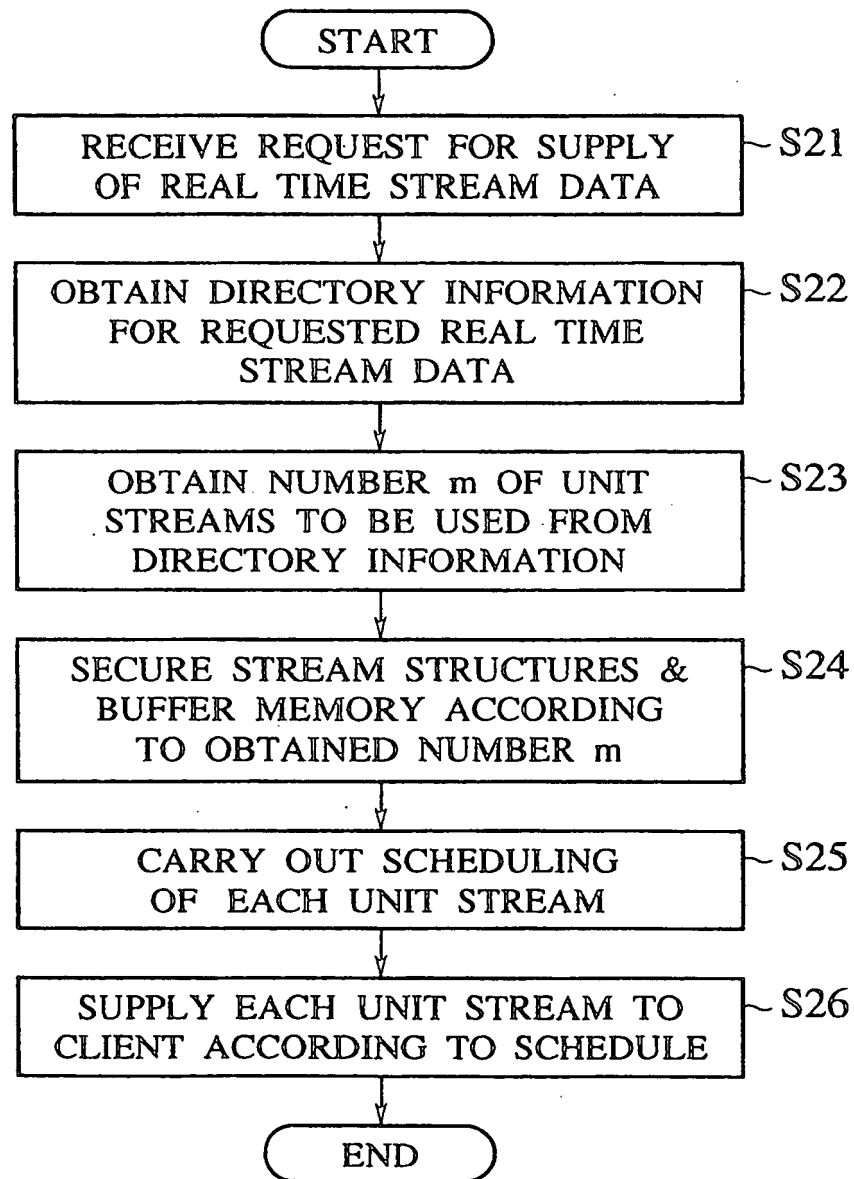 START
RECEIVE REQUEST FOR SUPPLY
OF REAL TIME STREAM DATA
S21
OBTAIN DIRECTORY INFORMATION
FOR REQUESTED REAL TIME
STREAM DATA
S22
OBTAIN NUMBER m OF UNIT
STREAMS TO BE USED FROM
DIRECTORY INFORMATION
S23
SECURE STREAM STRUCTURES &
BUFFER MEMORY ACCORDING
TO OBTAINED NUMBER m
S24
CARRY OUT SCHEDULING
OF EACH UNIT STREAM
S25
SUPPLY EACH UNIT STREAM TO
CLIENT ACCORDING TO SCHEDULE
S26
END